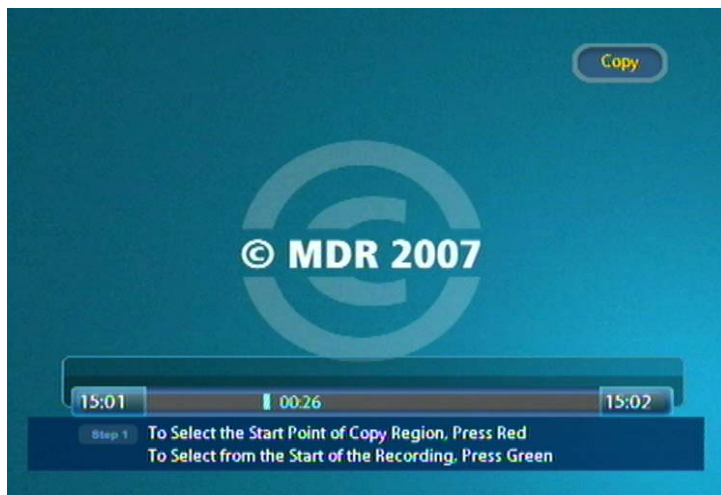 Copy
© MDR 2007
15:01 00:26 15:02
Step 1 To Select the Start Point of Copy Region, Press Red
To Select from the Start of the Recording, Press Green